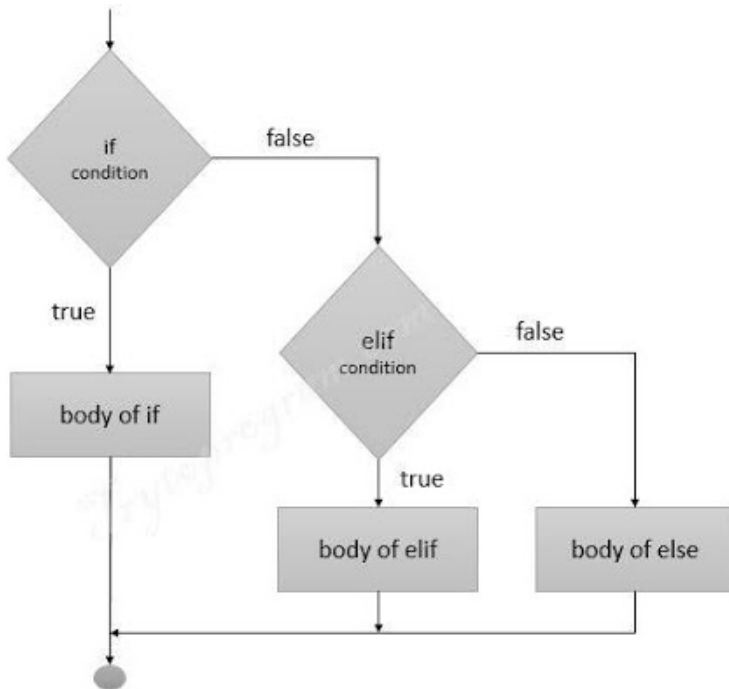 if
condition
false
true
elif
condition
false
body of if
true
body of elif
body of else